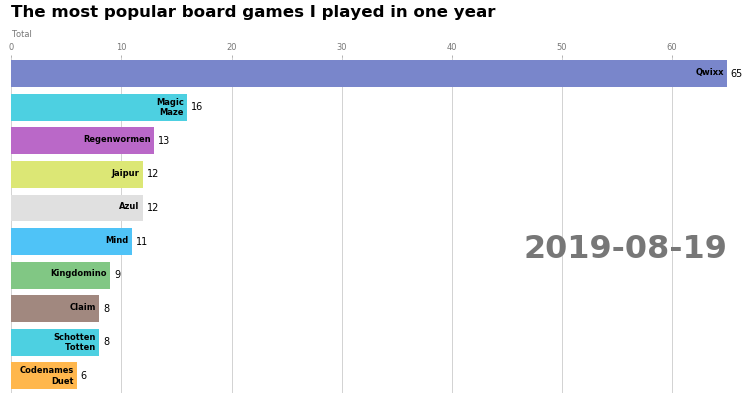 The most popular board games I played in one year
Total
0 10 20 30 40 50 60
Qwixx 65
Magic
Maze 16
Regenwormen 13
Jaipur 12
Azul 12
Mind 11
2019-08-19
Kingdomino 9
Claim 8
Schotten
Totten 8
Codenames
Duet 6